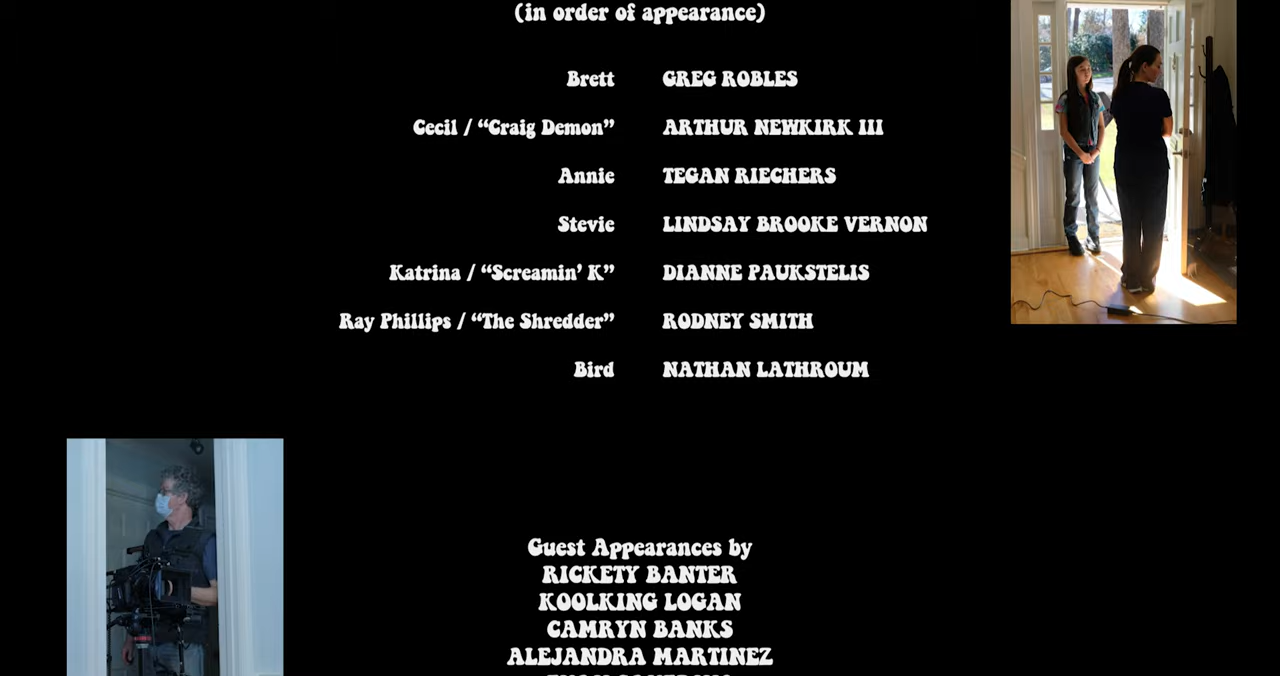 (in order of appearance)
Brett GREG ROBLES
Cecil / “Craig Demon” ARTHUR NEWKIRK III
Annie TEGAN RIECHERS
Stevie LINDSAY BROOKE VERNON
Katrina / “Screamin’ K” DIANNE PAUKSTELIS
Ray Phillips / “The Shredder” RODNEY SMITH
Bird NATHAN LATHROUM
Guest Appearances by
RICKETY BANTER
KOOLKING LOGAN
CAMRYN BANKS
ALEJANDRA MARTINEZ